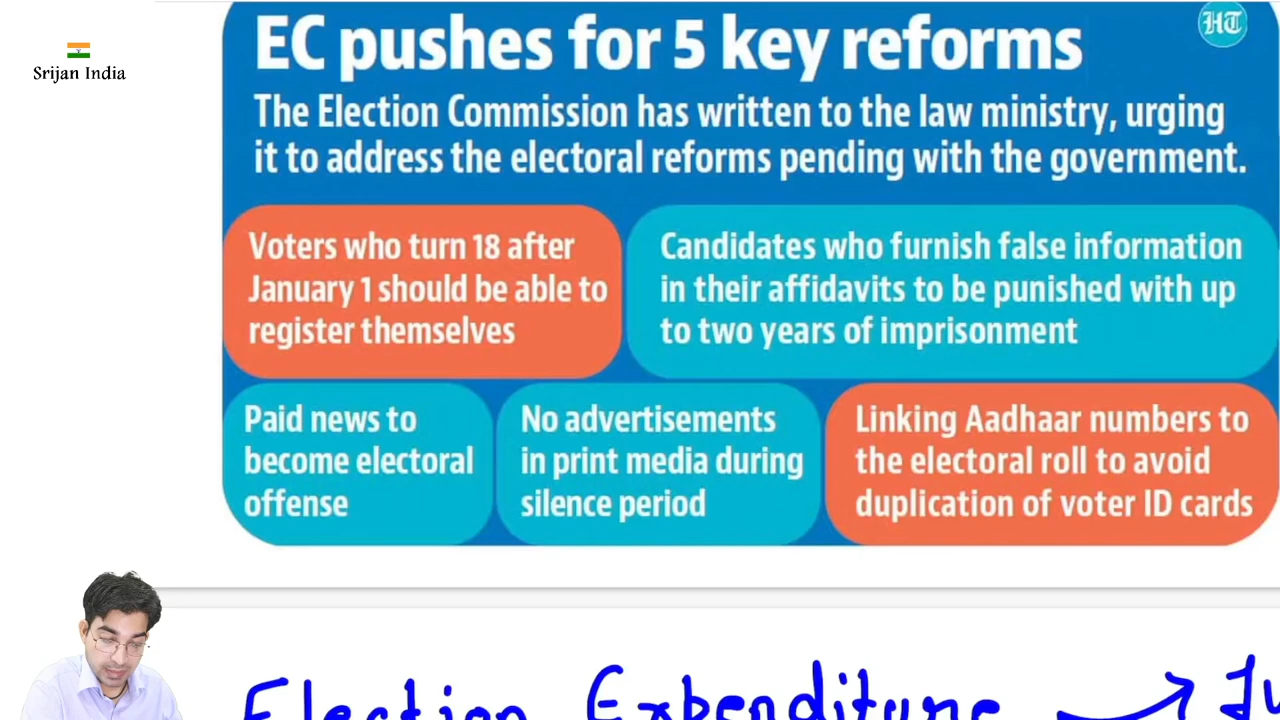 EC pushes for 5 key reforms
HT
Srijan India
The Election Commission has written to the law ministry, urging
it to address the electoral reforms pending with the government.
Voters who turn 18 after
January 1 should be able to
register themselves
Candidates who furnish false information
in their affidavits to be punished with up
to two years of imprisonment
Paid news to
become electoral
offense
No advertisements
in print media during
silence period
Linking Aadhaar numbers to
the electoral roll to avoid
duplication of voter ID cards
Election Expenditure →